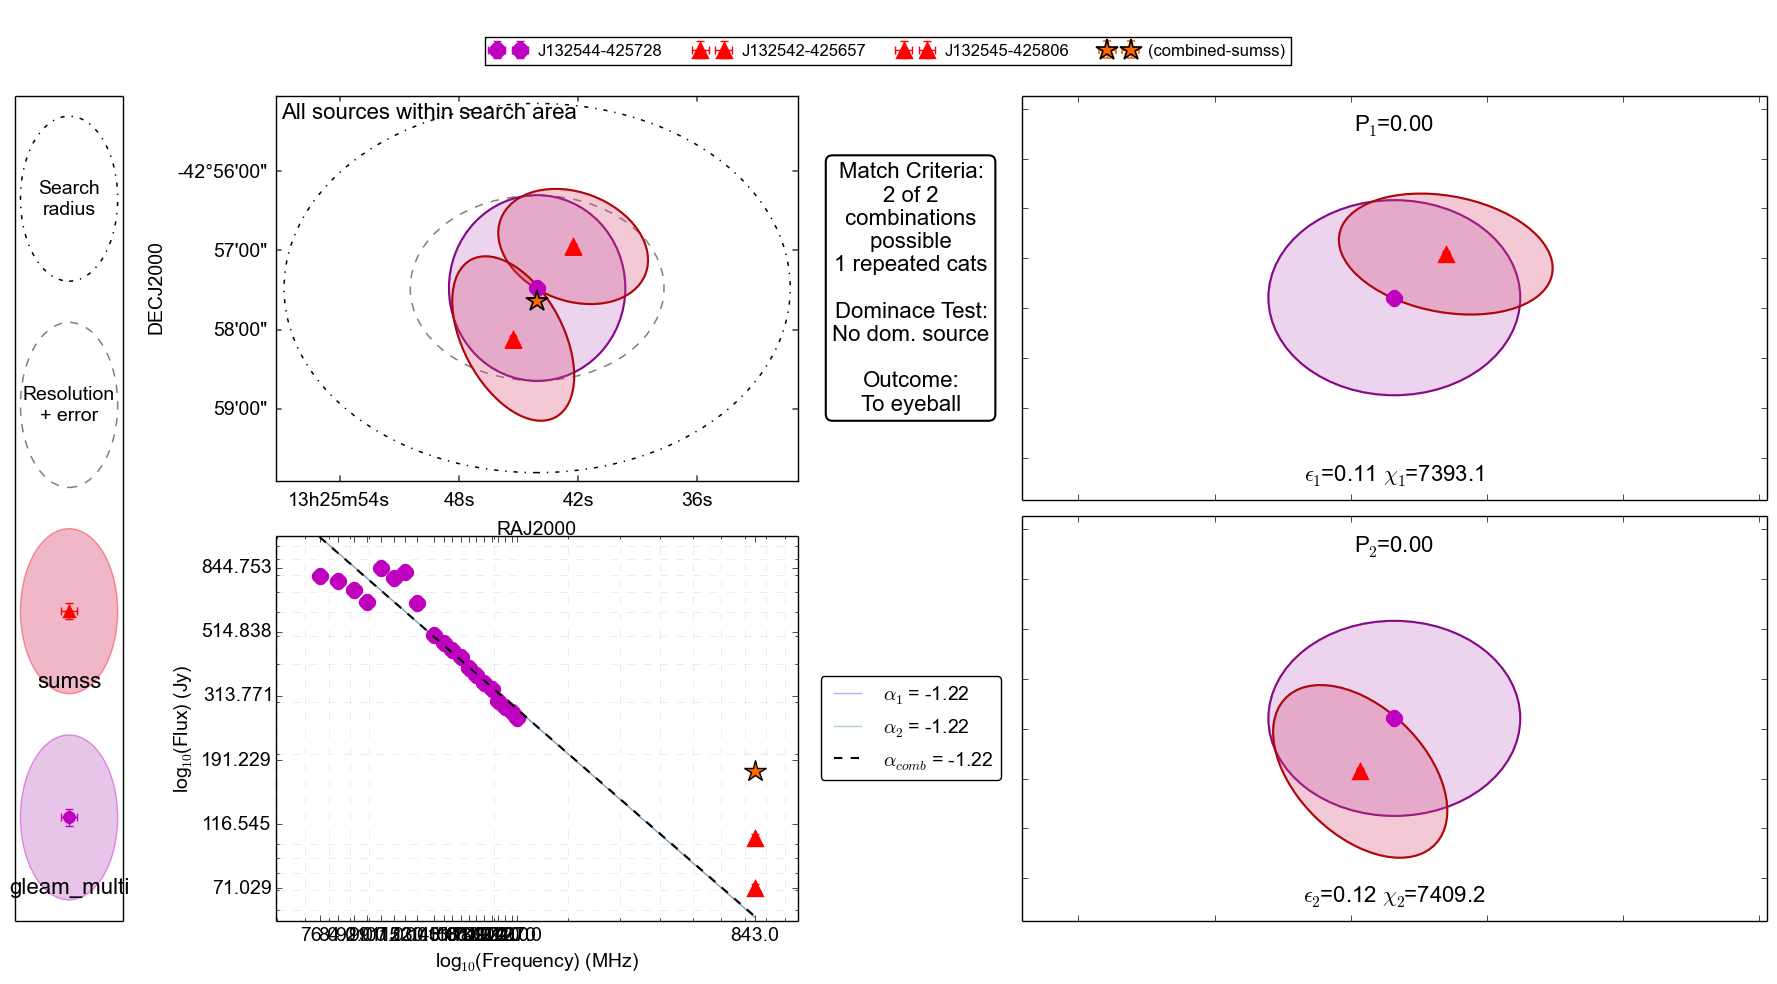 J132544-425728 J132542-425657 J132545-425806 (combined-sumss)
Search
radius
Resolution
+ error
sumss
gleam_multi
All sources within search area
DECJ2000
-42°56'00"
57'00"
58'00"
59'00"
13h25m54s 48s 42s 36s
RAJ2000
Match Criteria:
2 of 2
combinations
possible
1 repeated cats
Dominace Test:
No dom. source
Outcome:
To eyeball
P₁=0.00
ϵ₁=0.11 χ₁=7393.1
log₁₀(Flux) (Jy)
844.753
514.838
313.771
191.229
116.545
71.029
843.0
log₁₀(Frequency) (MHz)
α₁ = -1.22
α₂ = -1.22
α_comb = -1.22
P₂=0.00
ϵ₂=0.12 χ₂=7409.2